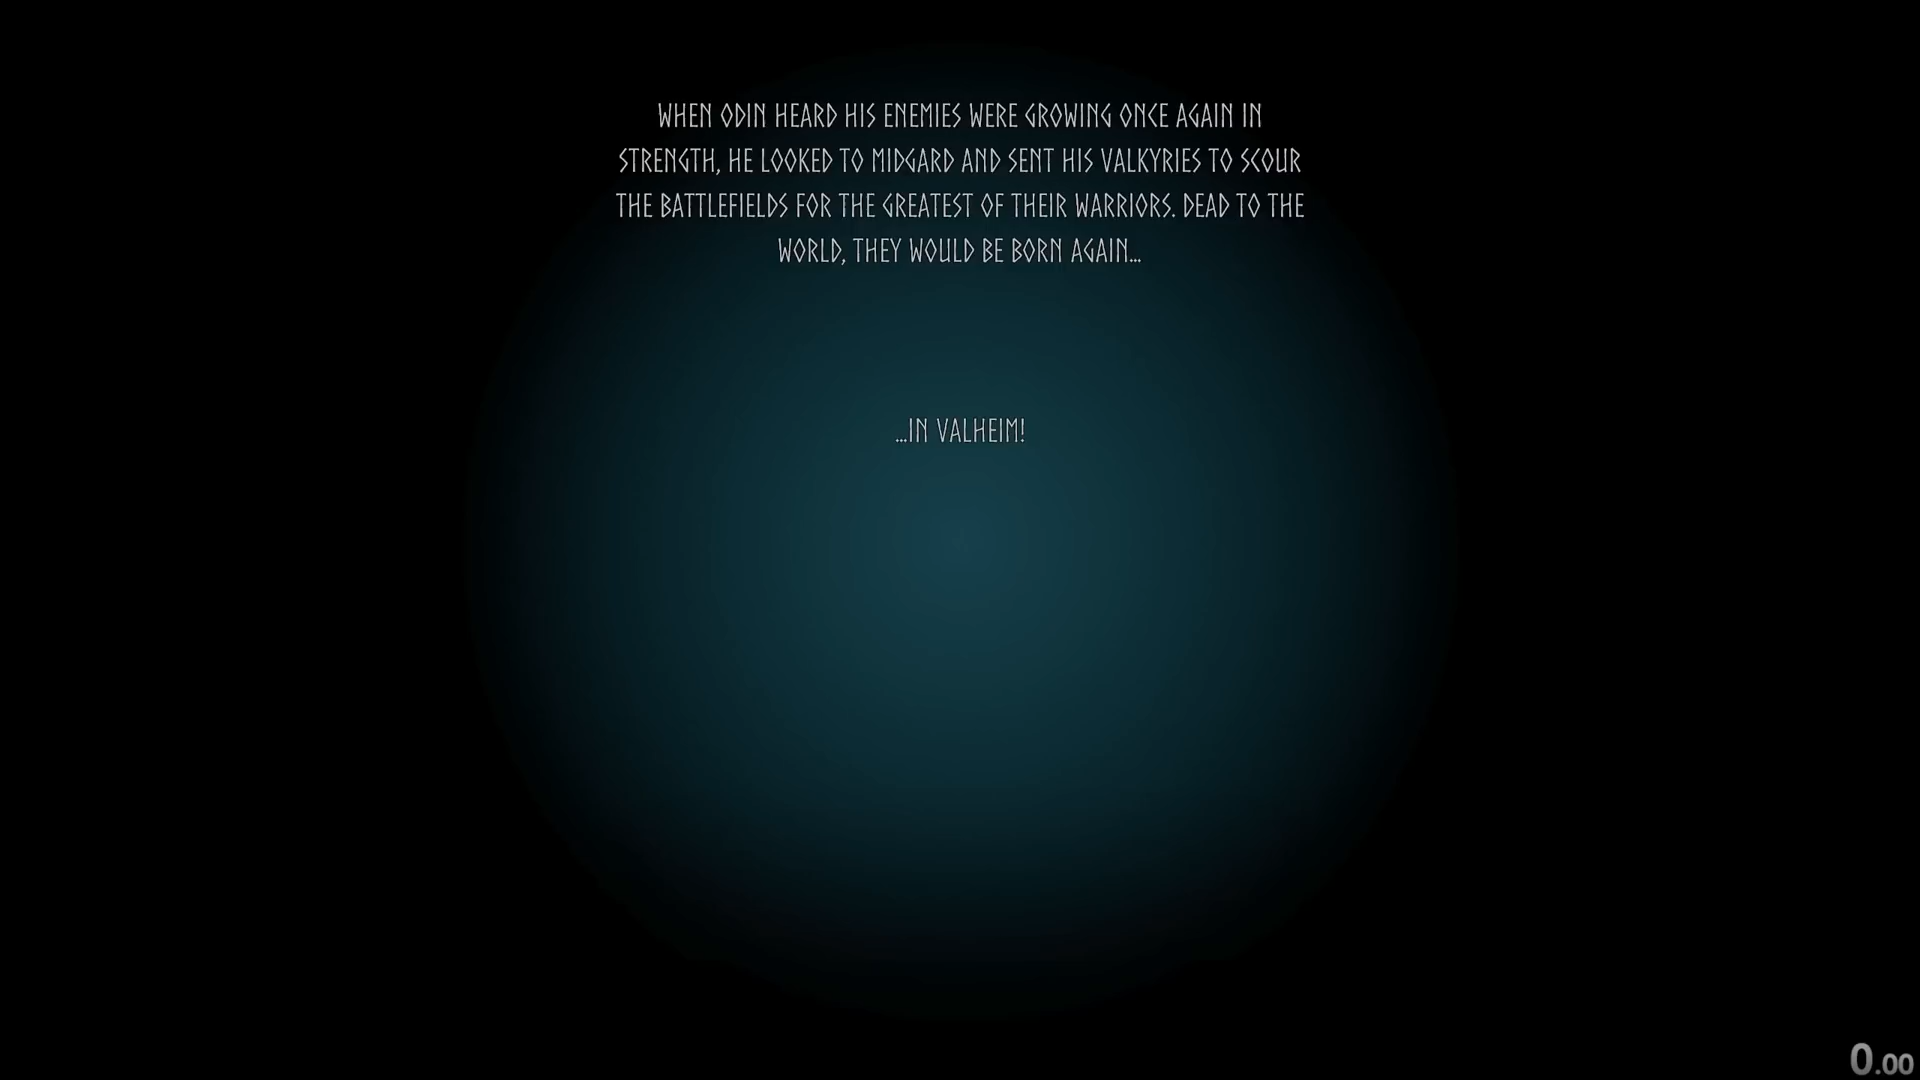 WHEN ODIN HEARD HIS ENEMIES WERE GROWING ONCE AGAIN IN
STRENGTH, HE LOOKED TO MIDGARD AND SENT HIS VALKYRIES TO SCOUR
THE BATTLEFIELDS FOR THE GREATEST OF THEIR WARRIORS. DEAD TO THE
WORLD, THEY WOULD BE BORN AGAIN...
...IN VALHEIM!
0.00